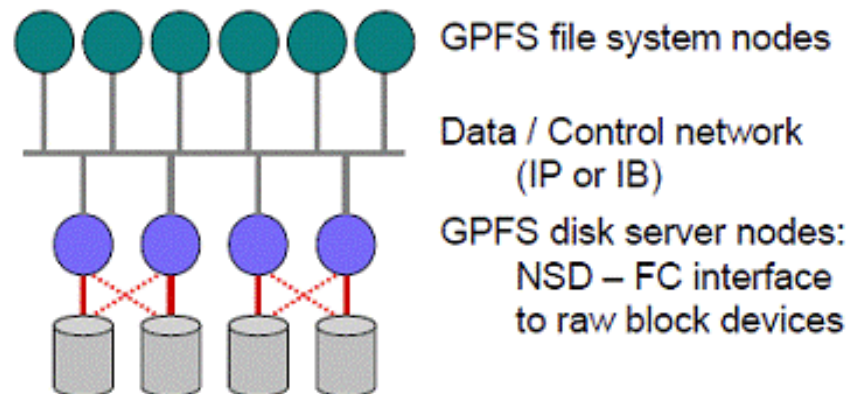 GPFS file system nodes
Data / Control network
(IP or IB)
GPFS disk server nodes:
NSD – FC interface
to raw block devices